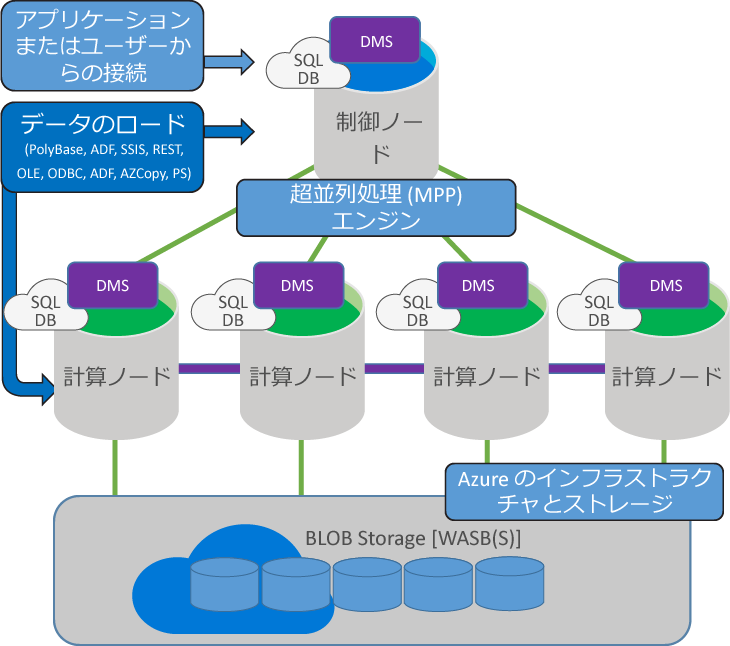 アプリケーション
またはユーザーか
らの接続
DMS
SQL
DB
データのロード
(PolyBase, ADF, SSIS, REST,
OLE, ODBC, ADF, AZCopy, PS)
制御ノー
ド
超並列処理 (MPP)
エンジン
DMS
SQL
DB
計算ノード
DMS
SQL
DB
計算ノード
DMS
SQL
DB
計算ノード
DMS
SQL
DB
計算ノード
Azure のインフラストラク
チャとストレージ
BLOB Storage [WASB(S)]